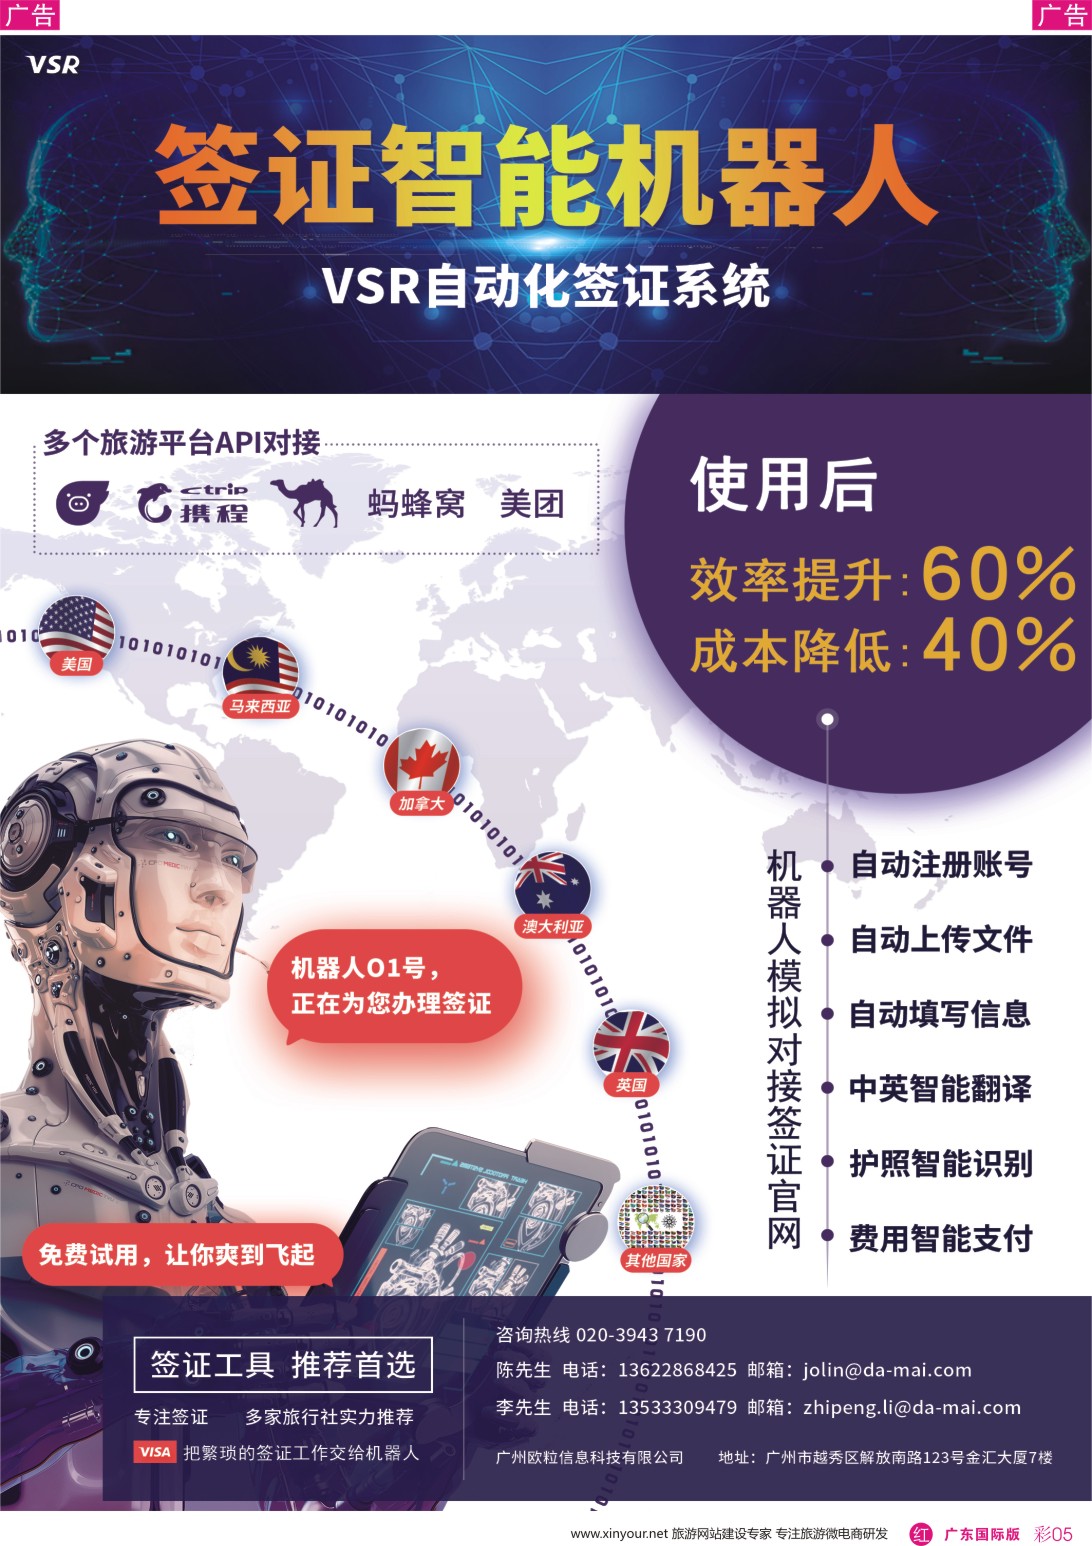 广告
广告
VSR
签证智能机器人
VSR自动化签证系统
多个旅游平台API对接
ctrip
携程
蚂蜂窝 美团
使用后
效率提升:60%
成本降低:40%
美国
101010101
马来西亚
010101010
加拿大
澳大利亚
英国
其他国家
机器人01号，
正在为您办理签证
机器人模拟对接签证官网
自动注册账号
自动上传文件
自动填写信息
中英智能翻译
护照智能识别
费用智能支付
免费试用，让你爽到飞起
签证工具 推荐首选
专注签证 多家旅行社实力推荐
VISA 把繁琐的签证工作交给机器人
咨询热线 020-3943 7190
陈先生 电话：13622868425 邮箱：jolin@da-mai.com
李先生 电话：13533309479 邮箱：zhipeng.li@da-mai.com
广州欧粒信息科技有限公司 地址：广州市越秀区解放南路123号金汇大厦7楼
www.xinyour.net 旅游网站建设专家 专注旅游微电商研发 红 广东国际版 彩05